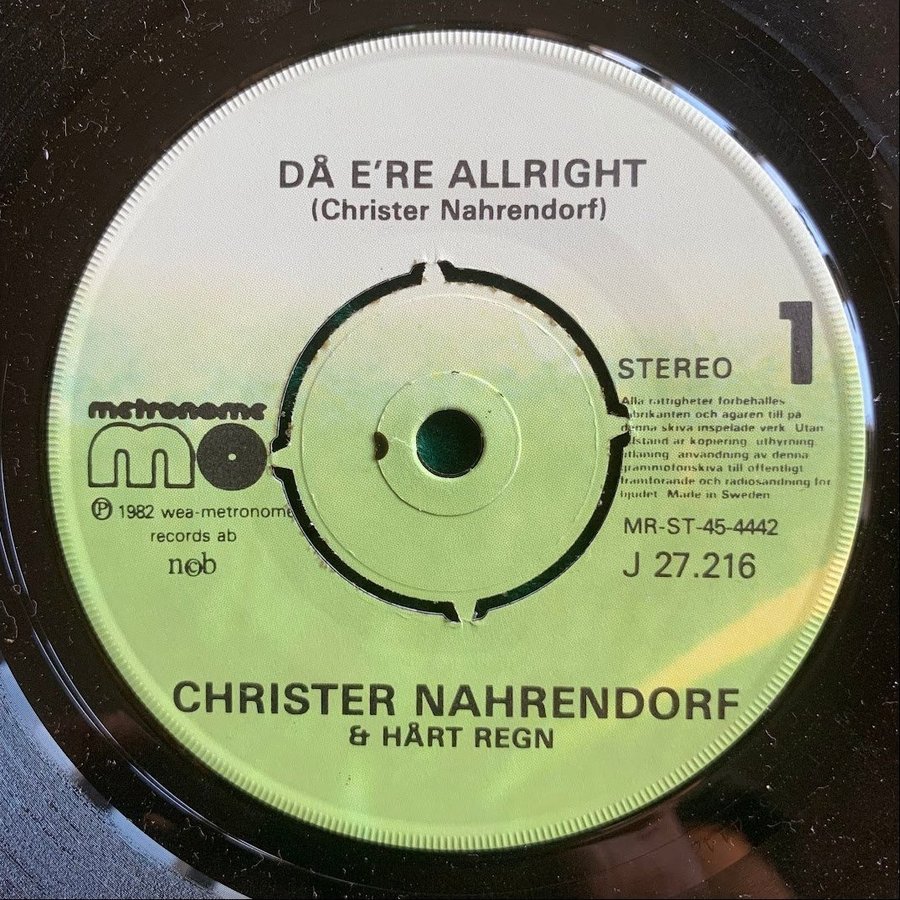 DÅ E'RE ALLRIGHT
(Christer Nahrendorf)
1
STEREO
Alla rättigheter förbehålles
fabrikanten och ägaren till på
denna skiva inspelade verk. Utan
tillstånd är kopiering, uthyrning,
utlåning, användning av denna
grammofonskiva till offentligt
framförande och radiosändning för
bjudet. Made in Sweden
MR-ST-45-4442
J 27.216
metronome
mo
Ⓟ 1982 wea-metronome
records ab
n©b
CHRISTER NAHRENDORF
& HÅRT REGN